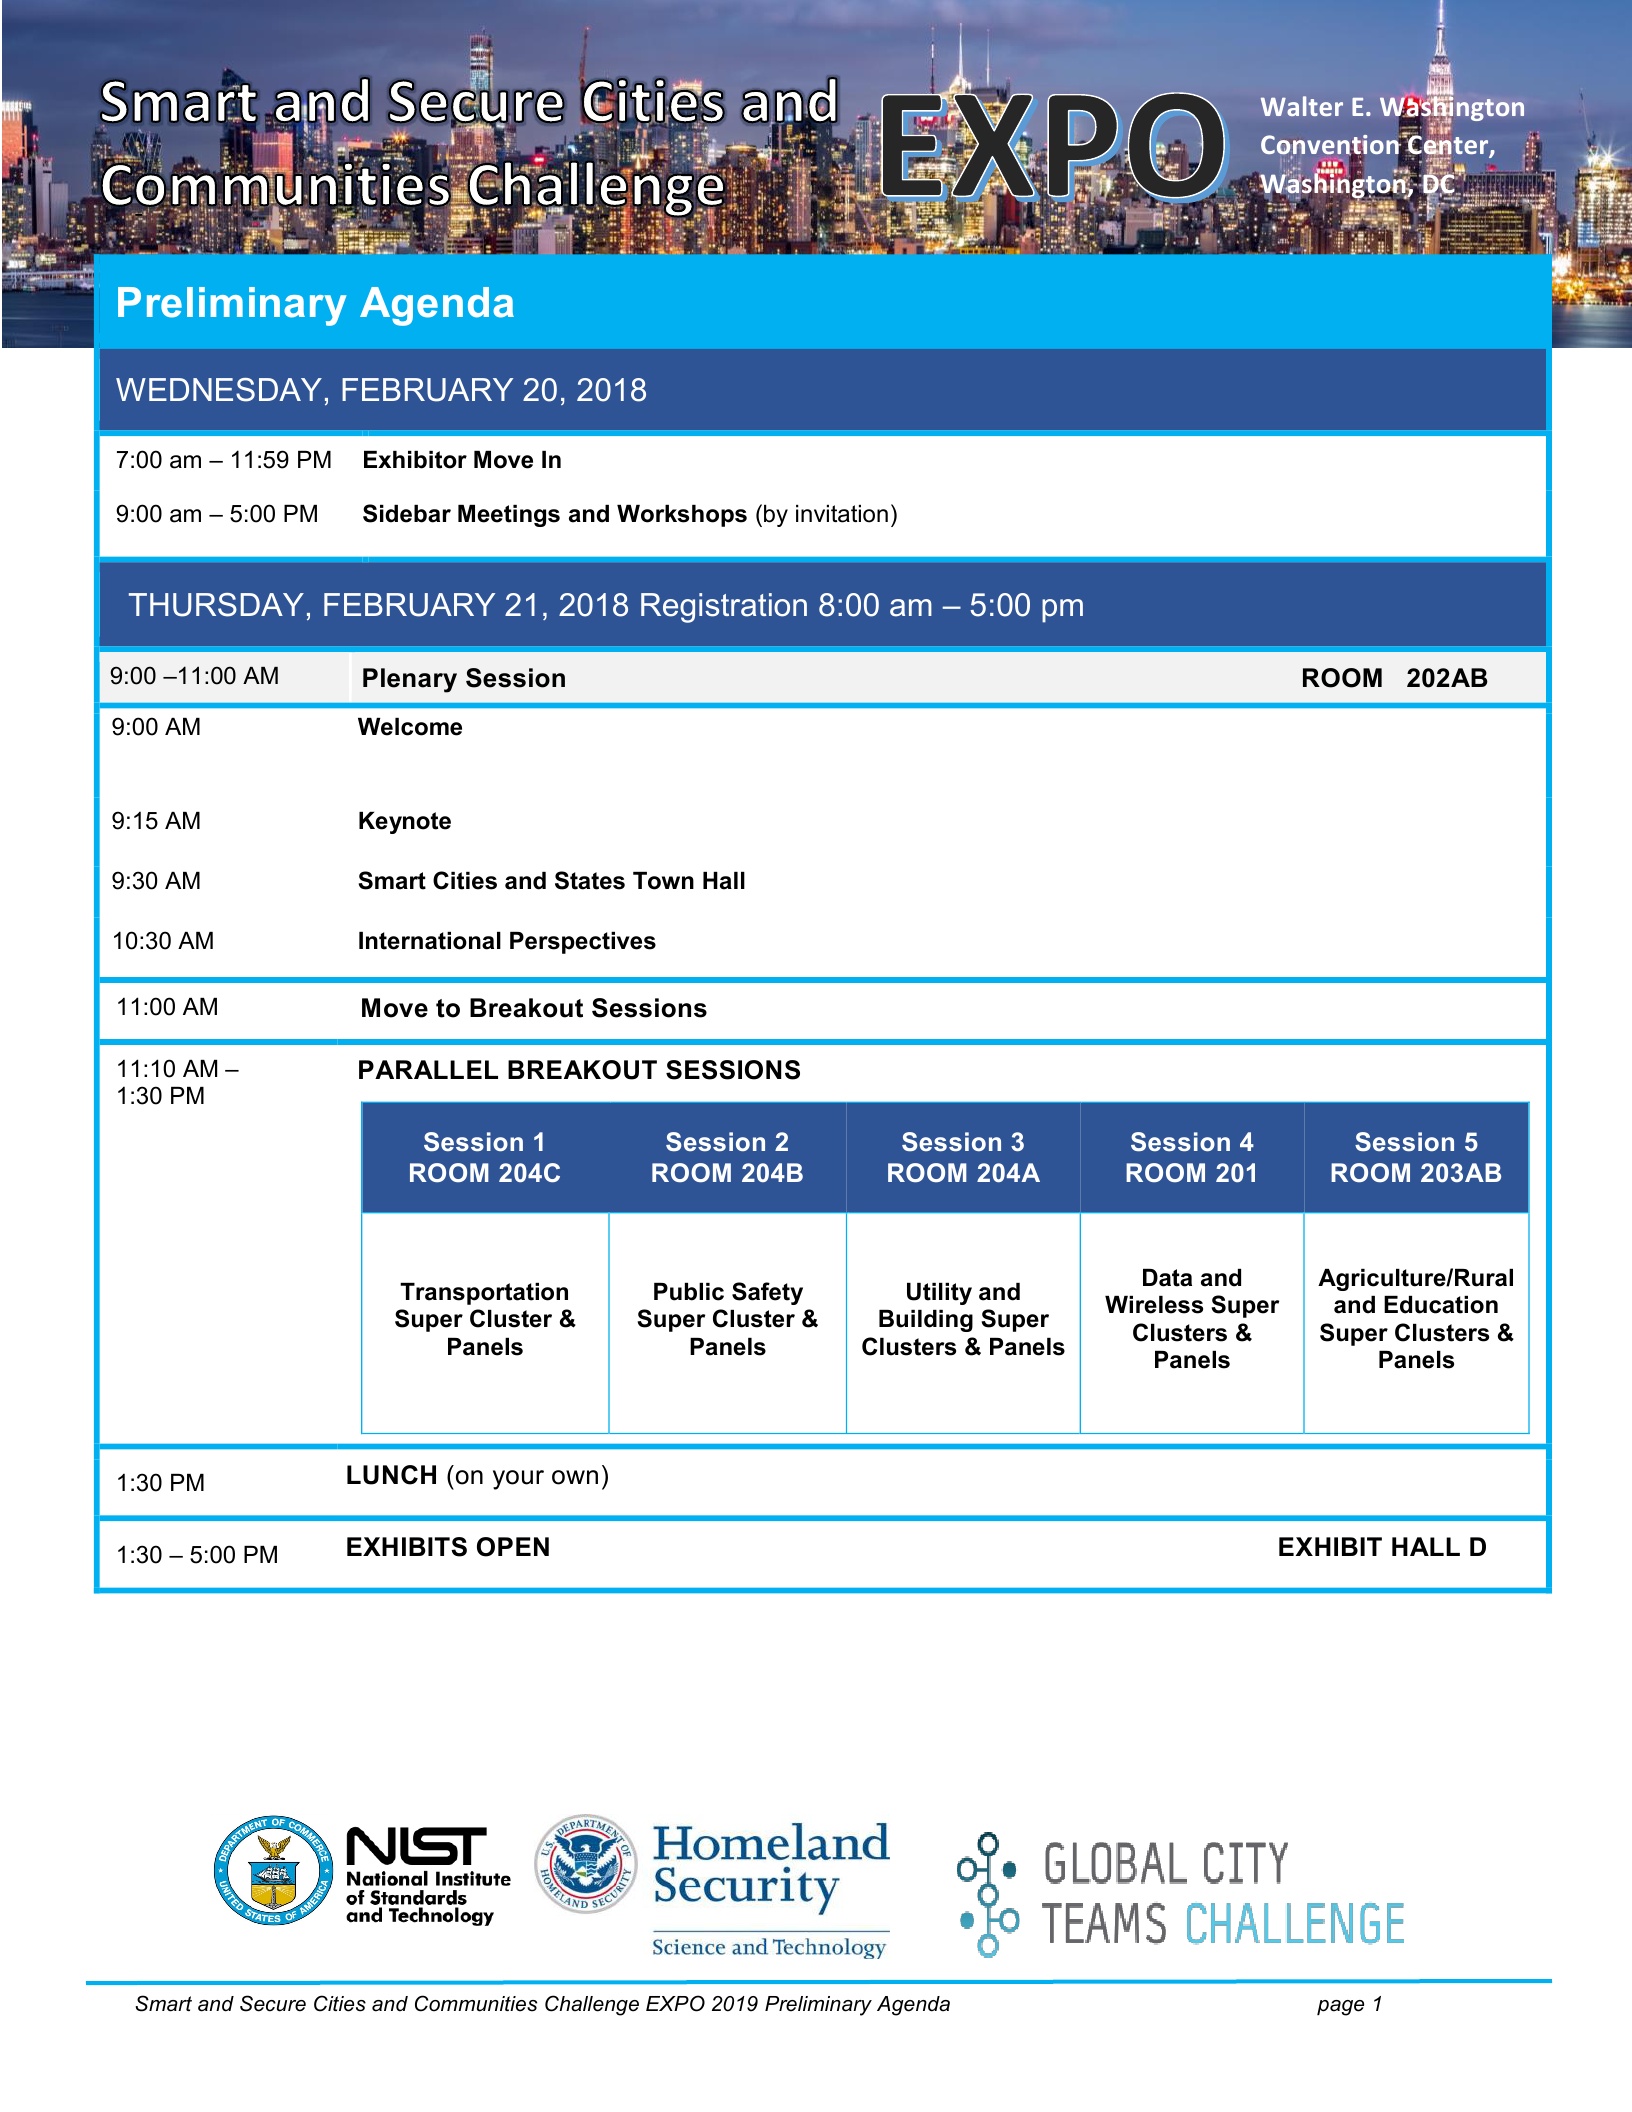 Smart and Secure Cities and
Communities Challenge
EXPO
Walter E. Washington
Convention Center,
Washington, DC
Preliminary Agenda
WEDNESDAY, FEBRUARY 20, 2018
7:00 am – 11:59 PM Exhibitor Move In
9:00 am – 5:00 PM Sidebar Meetings and Workshops (by invitation)
THURSDAY, FEBRUARY 21, 2018 Registration 8:00 am – 5:00 pm
9:00 –11:00 AM Plenary Session ROOM 202AB
9:00 AM Welcome
9:15 AM Keynote
9:30 AM Smart Cities and States Town Hall
10:30 AM International Perspectives
11:00 AM Move to Breakout Sessions
11:10 AM –
1:30 PM
PARALLEL BREAKOUT SESSIONS
Session 1
ROOM 204C
Session 2
ROOM 204B
Session 3
ROOM 204A
Session 4
ROOM 201
Session 5
ROOM 203AB
Transportation
Super Cluster &
Panels
Public Safety
Super Cluster &
Panels
Utility and
Building Super
Clusters & Panels
Data and
Wireless Super
Clusters &
Panels
Agriculture/Rural
and Education
Super Clusters &
Panels
1:30 PM LUNCH (on your own)
1:30 – 5:00 PM EXHIBITS OPEN EXHIBIT HALL D
DEPARTMENT OF COMMERCE
UNITED STATES OF AMERICA
NIST
National Institute
of Standards
and Technology
U.S. DEPARTMENT OF
HOMELAND SECURITY
Homeland
Security
Science and Technology
GLOBAL CITY
TEAMS CHALLENGE
Smart and Secure Cities and Communities Challenge EXPO 2019 Preliminary Agenda page 1